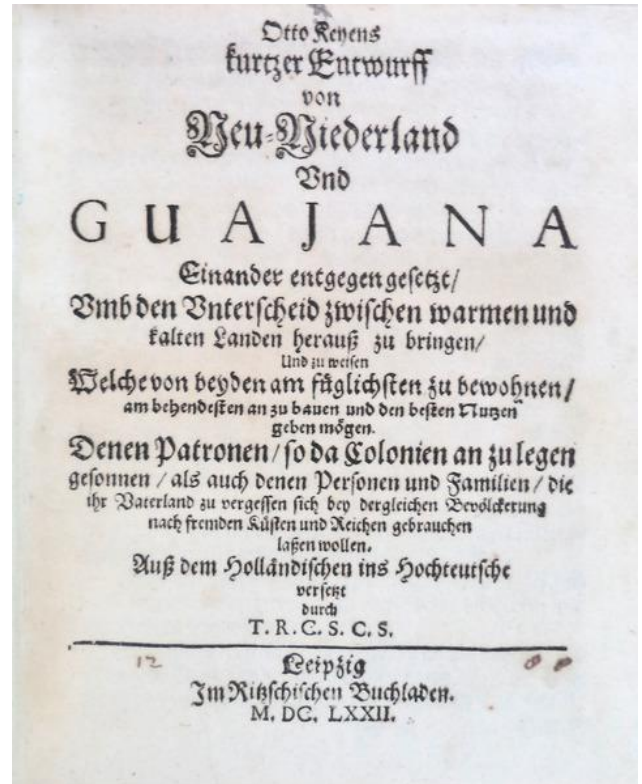 Otto Keyens
kurtzer Entwurff
von
Neu-Niederland
Vnd
GUAJANA
Einander entgegen gesetzt/
Vmb den Vnterscheid zwischen warmen und
kalten Landen herauß zu bringen/
Und zu weisen
Welche von beyden am füglichsten zu bewohnen/
am behendesten an zu bauen und den besten Nutzen
geben mögen.
Denen Patronen/ so da Colonien an zu legen
gesonnen/ als auch denen Personen und Familien/ die
ihr Vaterland zu vergessen sich bey dergleichen Bevölckerung
nach fremden Küsten und Reichen gebrauchen
laßen wollen.
Auß dem Holländischen ins Hochteutsche
versetzt
durch
T. R. C. S. C. S.
12
Leipzig
Im Ritzschischen Buchladen.
M. DC. LXXII.